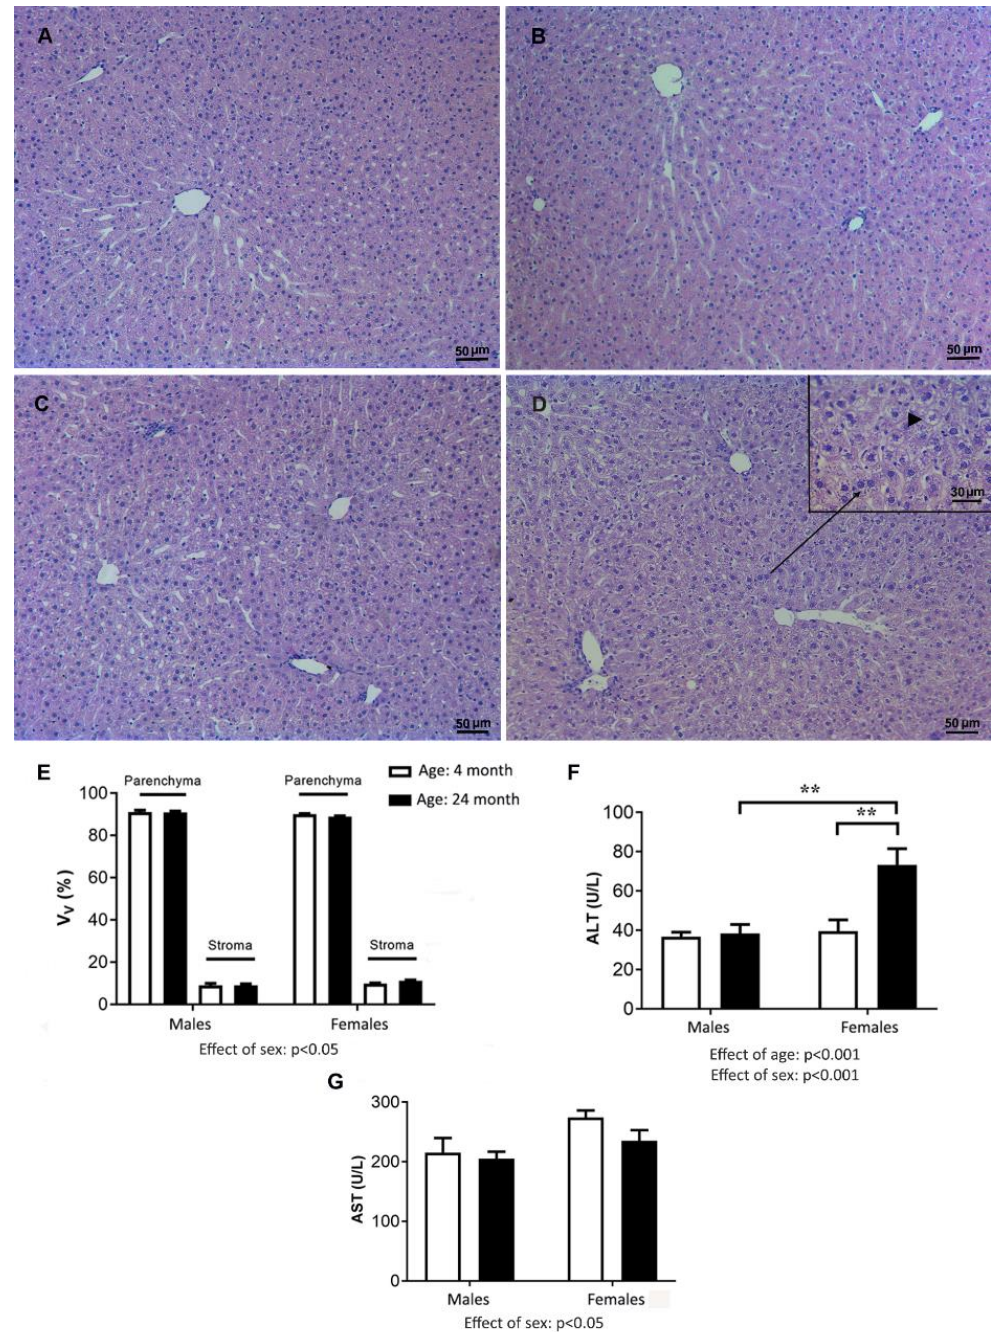 A
B
50 µm
50 µm
C
D
30 µm
50 µm
50 µm
E
Parenchyma
Parenchyma
Age: 4 month
Age: 24 month
100
80
60
40
20
0
Vv (%)
Stroma
Stroma
Males
Females
Effect of sex: p<0.05
F
**
**
100
80
60
40
20
0
ALT (U/L)
Males
Females
Effect of age: p<0.001
Effect of sex: p<0.001
G
300
200
100
0
AST (U/L)
Males
Females
Effect of sex: p<0.05